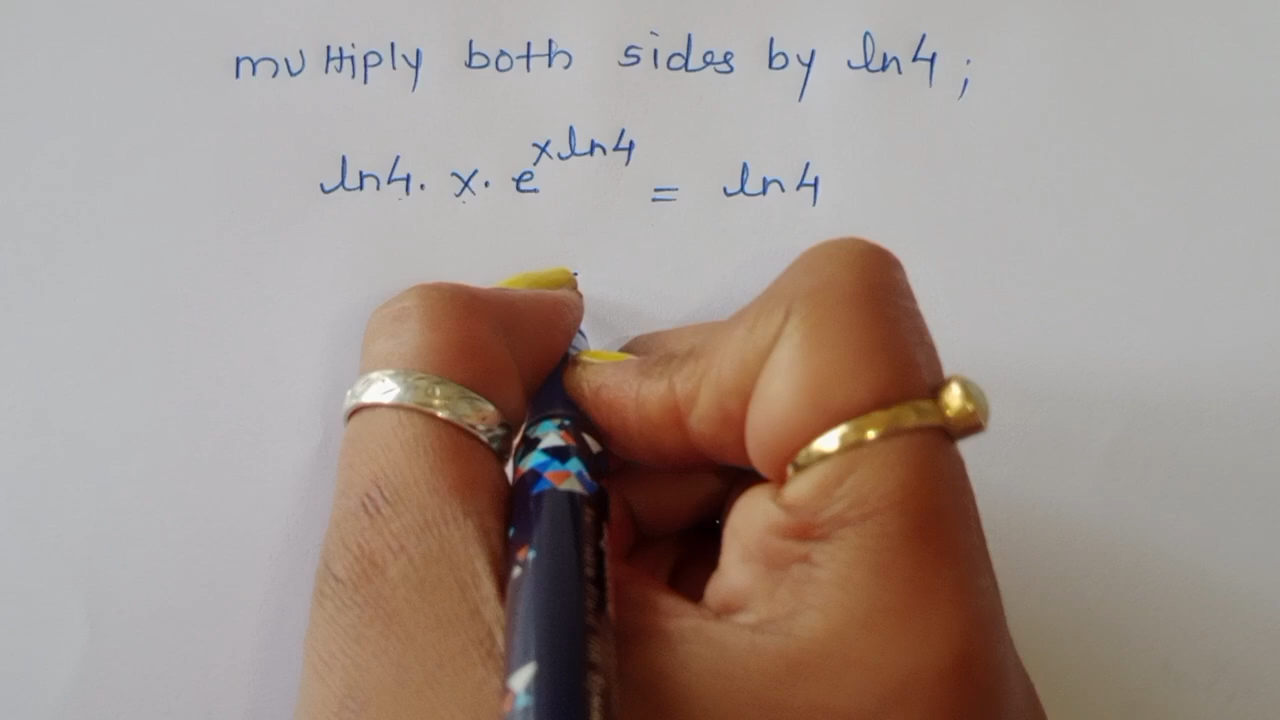 multiply both sides by ln4;
ln4. x. e^xln4 = ln4